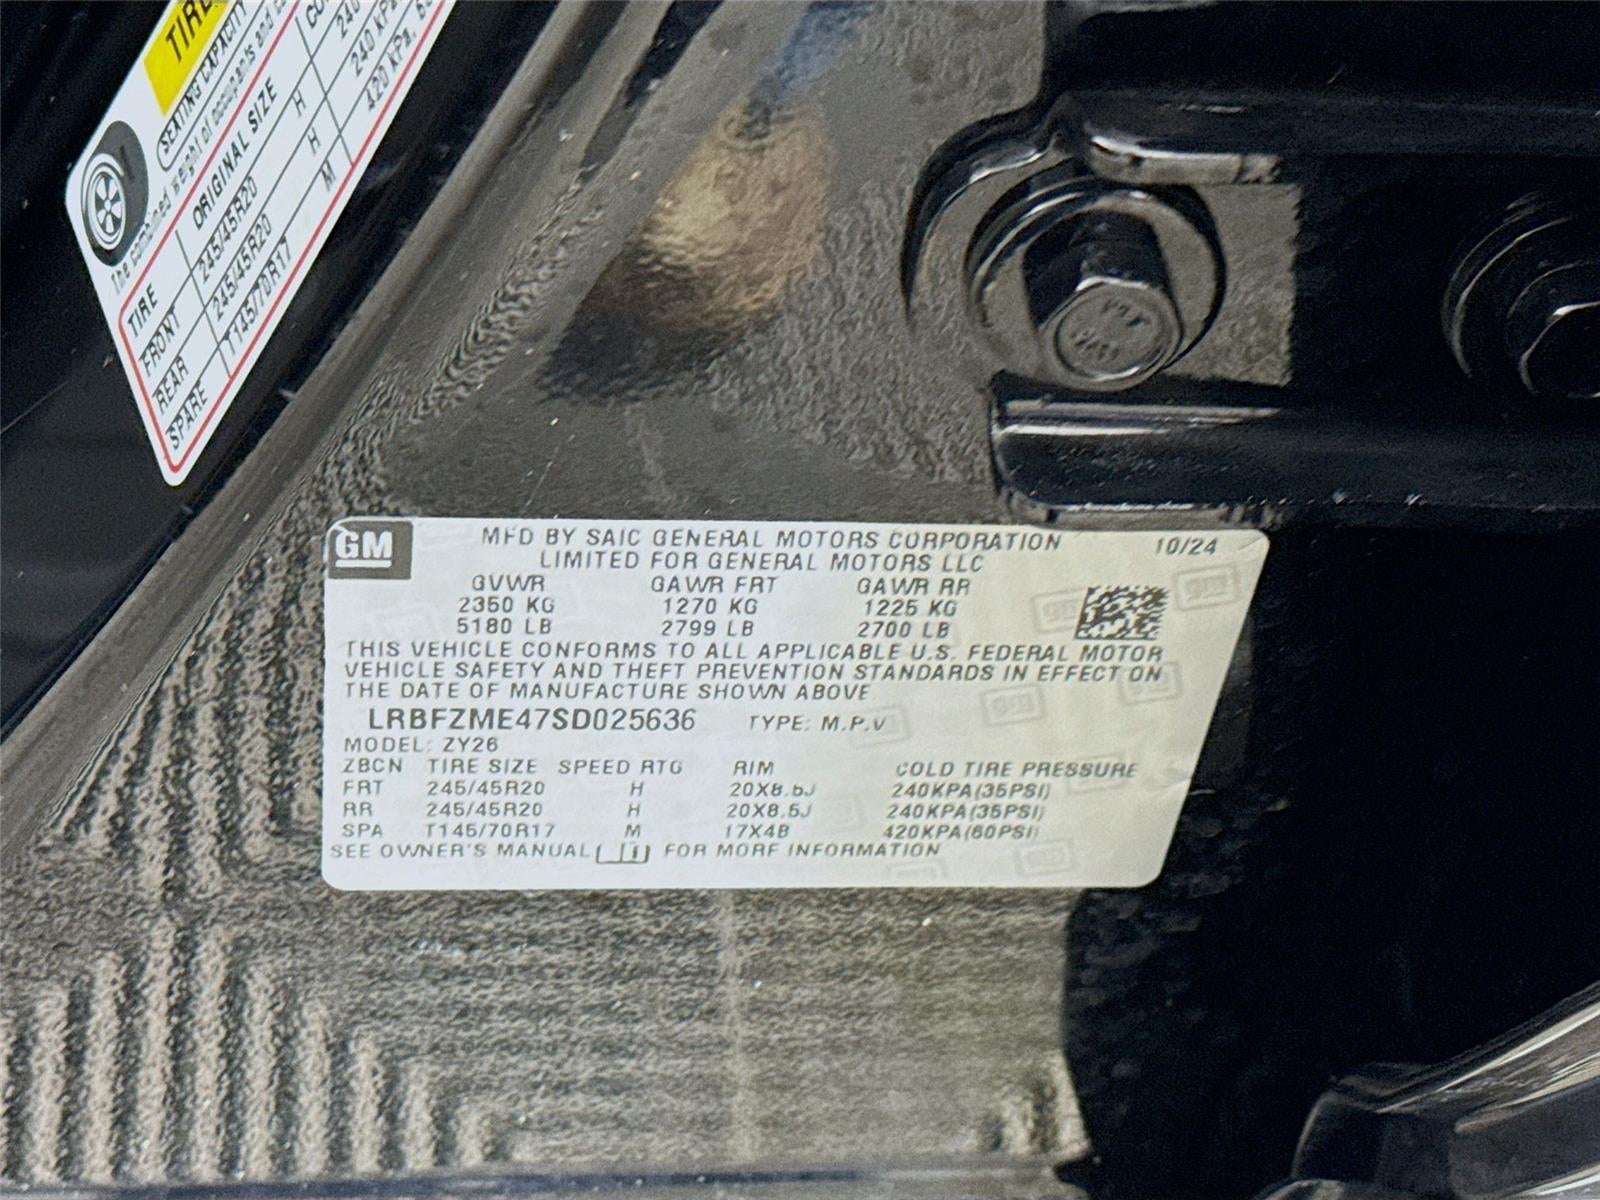 TIRE
SEATING CAPACITY
The combined weight of occupants and
TIRE ORIGINAL SIZE
FRONT 245/45R20 H 240
REAR 245/45R20 H 240 kPa
SPARE T145/70R17 M 420 kPa,
GM
MFD BY SAIC GENERAL MOTORS CORPORATION 10/24
LIMITED FOR GENERAL MOTORS LLC
GVWR GAWR FRT GAWR RR
2350 KG 1270 KG 1225 KG
5180 LB 2799 LB 2700 LB
THIS VEHICLE CONFORMS TO ALL APPLICABLE U.S. FEDERAL MOTOR
VEHICLE SAFETY AND THEFT PREVENTION STANDARDS IN EFFECT ON
THE DATE OF MANUFACTURE SHOWN ABOVE
LRBFZME47SD025636 TYPE: M.P.V
MODEL: ZY26
ZBCN TIRE SIZE SPEED RTG RIM COLD TIRE PRESSURE
FRT 245/45R20 H 20X8.5J 240KPA(35PSI)
RR 245/45R20 H 20X8.5J 240KPA(35PSI)
SPA T145/70R17 M 17X4B 420KPA(60PSI)
SEE OWNER'S MANUAL FOR MORE INFORMATION